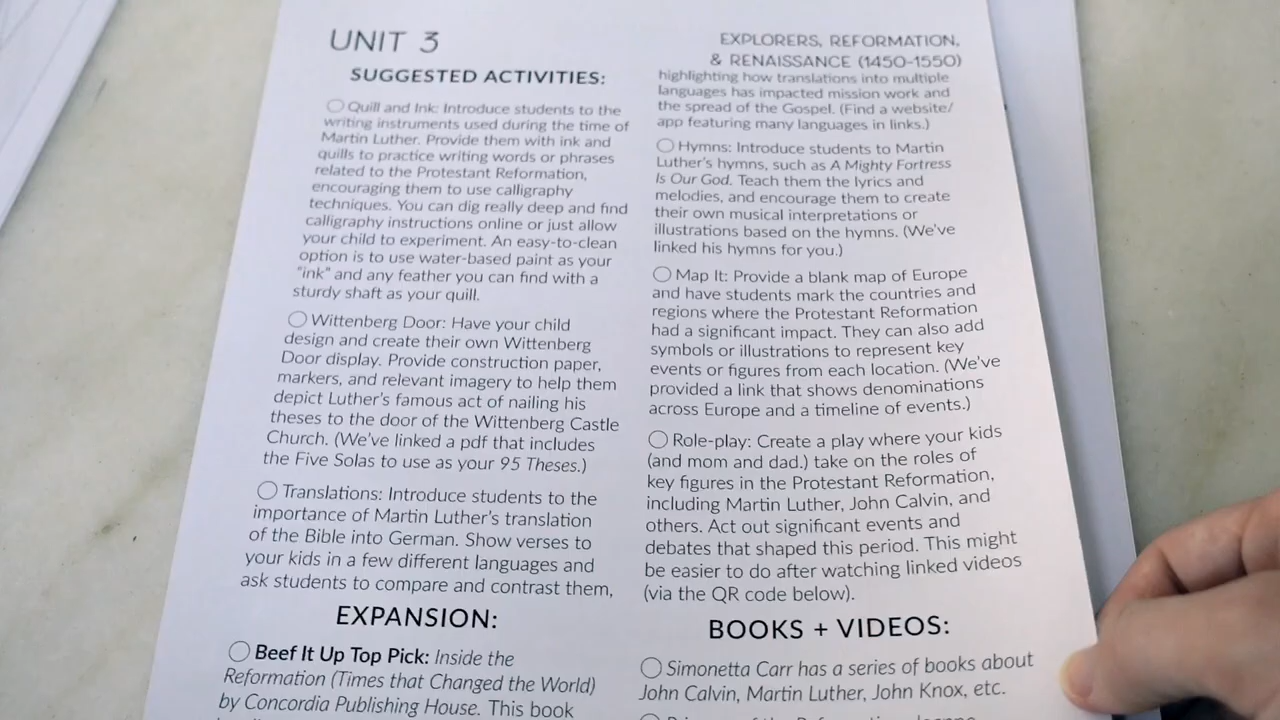 UNIT 3
EXPLORERS, REFORMATION,
& RENAISSANCE (1450-1550)
SUGGESTED ACTIVITIES:
Quill and Ink: Introduce students to the
writing instruments used during the time of
Martin Luther. Provide them with ink and
quills to practice writing words or phrases
related to the Protestant Reformation,
encouraging them to use calligraphy
techniques. You can dig really deep and find
calligraphy instructions online or just allow
your child to experiment. An easy-to-clean
option is to use water-based paint as your
"ink" and any feather you can find with a
sturdy shaft as your quill.
Wittenberg Door: Have your child
design and create their own Wittenberg
Door display. Provide construction paper,
markers, and relevant imagery to help them
depict Luther's famous act of nailing his
theses to the door of the Wittenberg Castle
Church. (We've linked a pdf that includes
the Five Solas to use as your 95 Theses.)
Translations: Introduce students to the
importance of Martin Luther's translation
of the Bible into German. Show verses to
your kids in a few different languages and
ask students to compare and contrast them,
highlighting how translations into multiple
languages has impacted mission work and
the spread of the Gospel. (Find a website/
app featuring many languages in links.)
Hymns: Introduce students to Martin
Luther's hymns, such as A Mighty Fortress
Is Our God. Teach them the lyrics and
melodies, and encourage them to create
their own musical interpretations or
illustrations based on the hymns. (We've
linked his hymns for you.)
Map It: Provide a blank map of Europe
and have students mark the countries and
regions where the Protestant Reformation
had a significant impact. They can also add
symbols or illustrations to represent key
events or figures from each location. (We've
provided a link that shows denominations
across Europe and a timeline of events.)
Role-play: Create a play where your kids
(and mom and dad.) take on the roles of
key figures in the Protestant Reformation,
including Martin Luther, John Calvin, and
others. Act out significant events and
debates that shaped this period. This might
be easier to do after watching linked videos
(via the QR code below).
EXPANSION:
Beef It Up Top Pick: Inside the
Reformation (Times that Changed the World)
by Concordia Publishing House. This book
BOOKS + VIDEOS:
Simonetta Carr has a series of books about
John Calvin, Martin Luther, John Knox, etc.